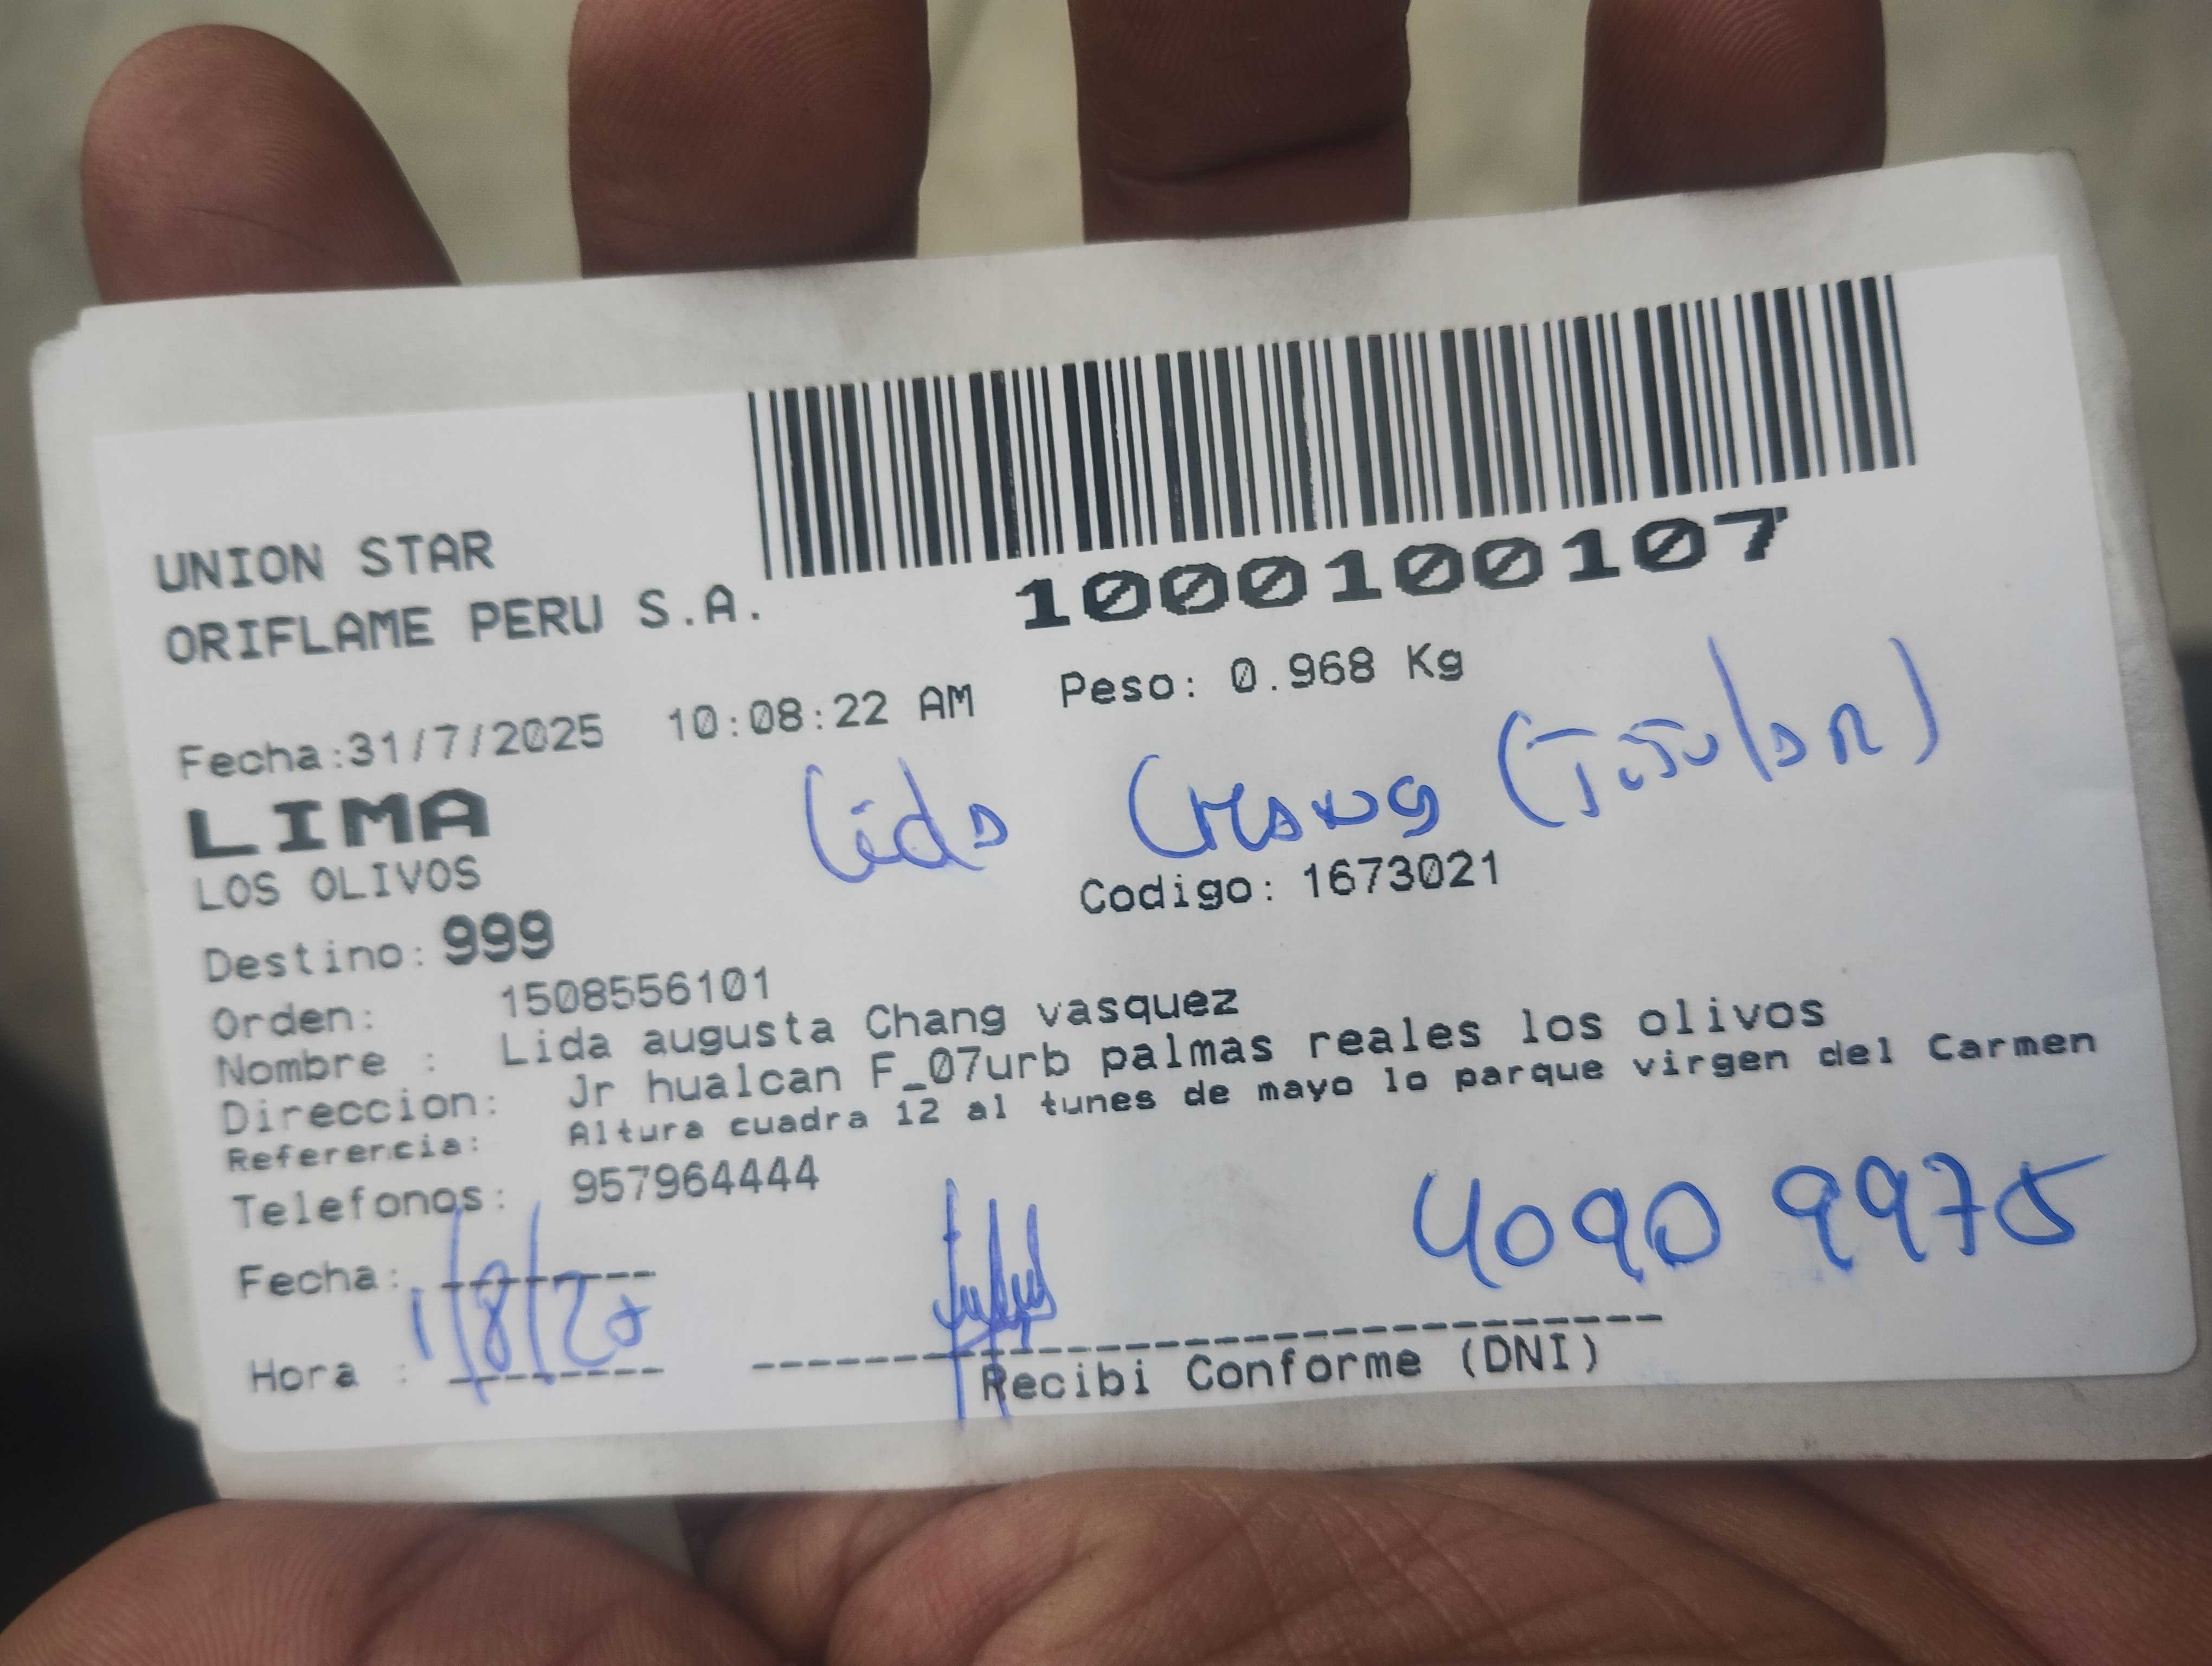 UNION STAR
ORIFLAME PERU S.A.
1000100107
Fecha:31/7/2025 10:08:22 AM Peso: 0.968 Kg
LIMA
Lida Chang (Titular)
LOS OLIVOS
Codigo: 1673021
Destino: 999
Orden: 1508556101
Nombre : Lida augusta Chang vasquez
Direccion: Jr hualcan F_07urb palmas reales los olivos
Referencia: Altura cuadra 12 al tunes de mayo lo parque virgen del Carmen
Telefonos: 957964444
4090 9975
Fecha: 1/8/25
Hora :
Recibi Conforme (DNI)